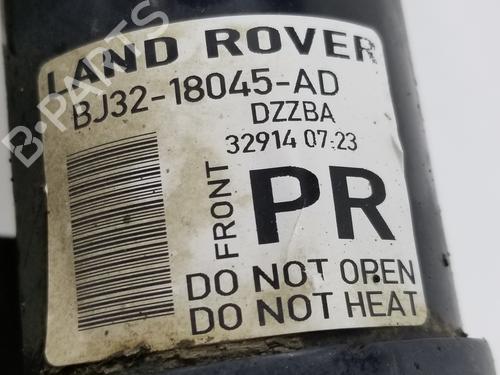 LAND ROVER
BJ32-18045-AD
DZZBA
32914 07:23
FRONT
PR
DO NOT OPEN
DO NOT HEAT
B-PARTS